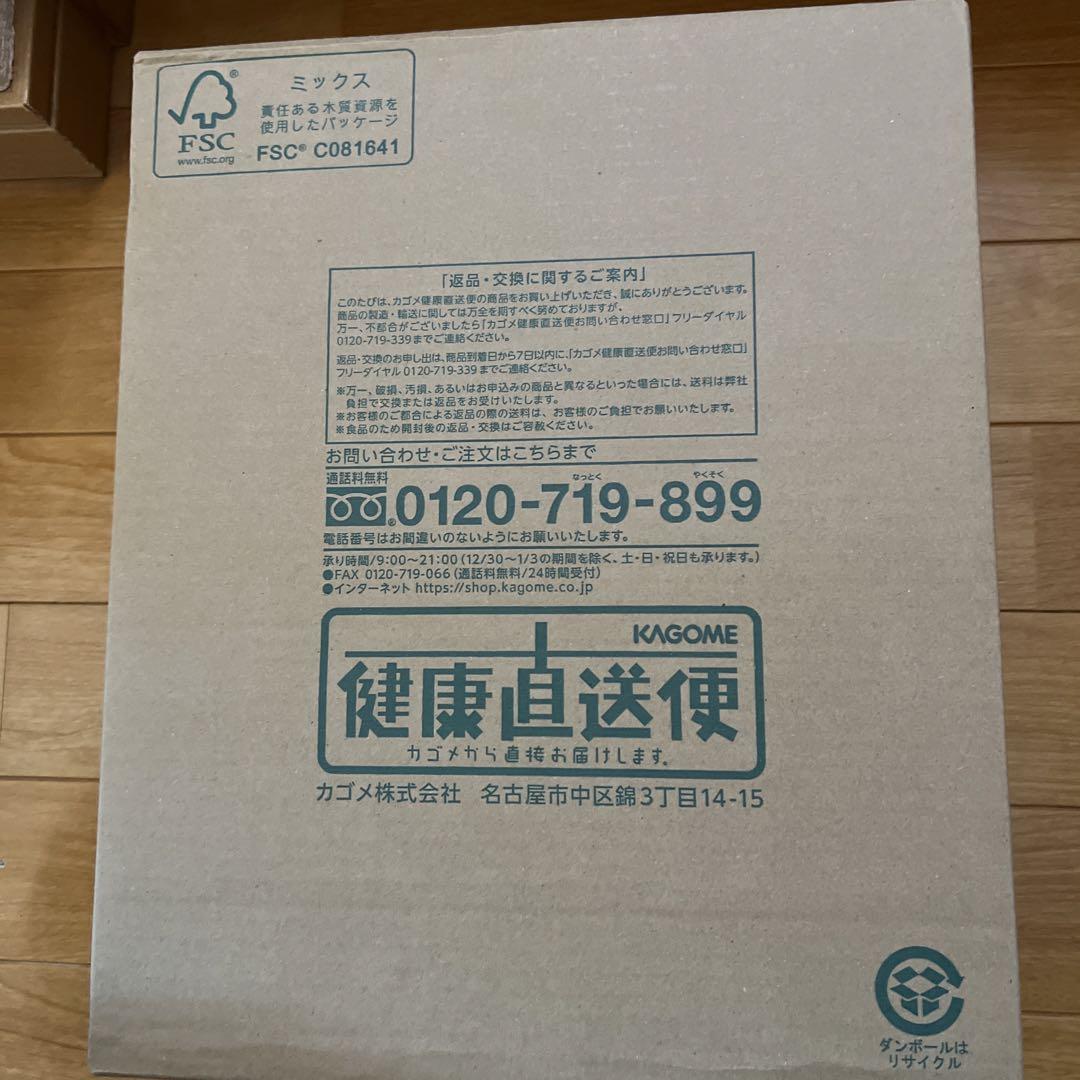 ミックス
責任ある木質資源を
使用したパッケージ
FSC® C081641
FSC
www.fsc.org
「返品・交換に関するご案内」
このたびは、カゴメ健康直送便の商品をお買い上げいただき、誠にありがとうございます。
商品の製造・輸送に関しては万全を期すべく努めておりますが、
万一、不都合がございましたら「カゴメ健康直送便お問い合わせ窓口」フリーダイヤル
0120-719-339までご連絡ください。
返品・交換のお申し出は、商品到着日から7日以内に、「カゴメ健康直送便お問い合わせ窓口」
フリーダイヤル 0120-719-339 までご連絡ください。
※万一、破損、汚損、あるいはお申込みの商品と異なるといった場合には、送料は弊社
負担で交換または返品をお受けいたします。
※お客様のご都合による返品の際の送料は、お客様のご負担でお願いいたします。
※食品のため開封後の返品・交換はご容赦ください。
お問い合わせ・ご注文はこちらまで
通話料無料
なっとく やくそく
0120-719-899
電話番号はお間違いのないようにお願いいたします。
承り時間/9:00〜21:00(12/30〜1/3の期間を除く、土・日・祝日も承ります。)
●FAX 0120-719-066(通話料無料/24時間受付)
●インターネット https://shop.kagome.co.jp
KAGOME
健康直送便
カゴメから直接お届けします。
カゴメ株式会社 名古屋市中区錦3丁目14-15
ダンボールは
リサイクル